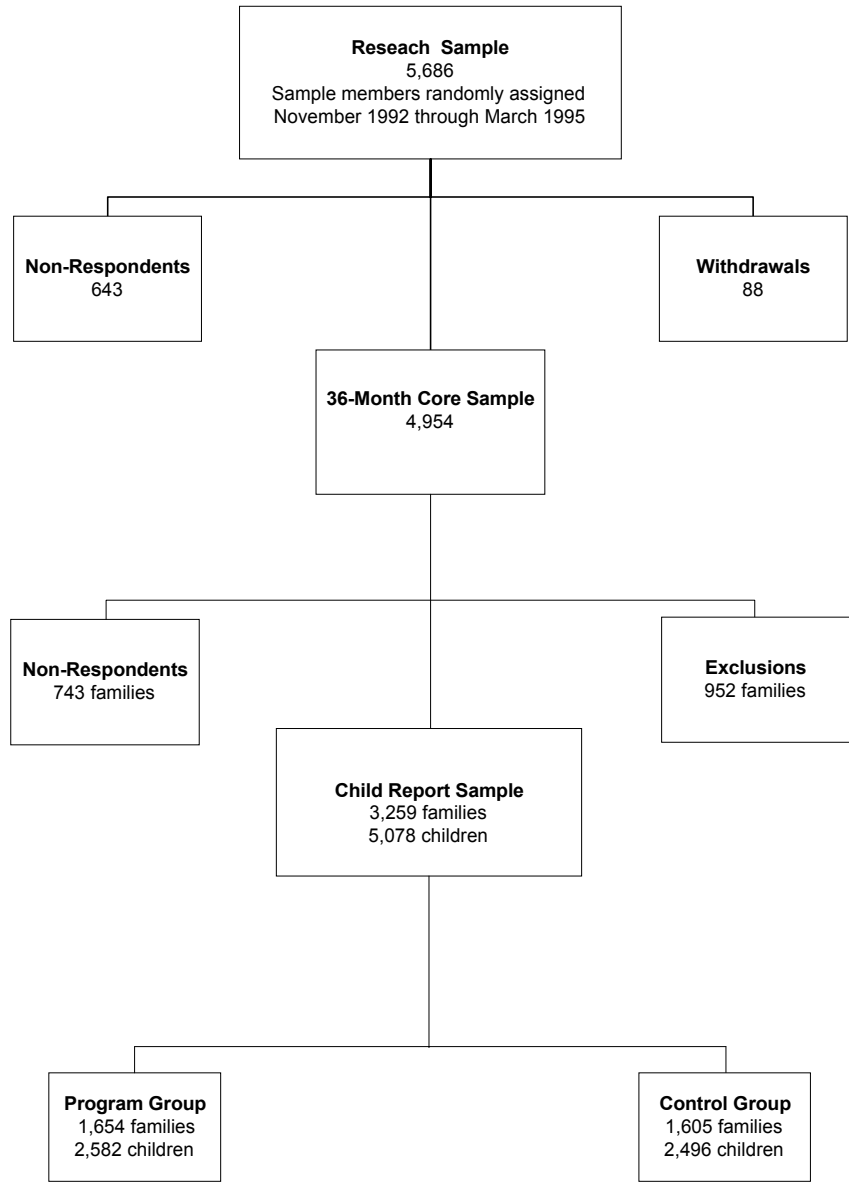 Reseach Sample
5,686
Sample members randomly assigned
November 1992 through March 1995
Non-Respondents
643
Withdrawals
88
36-Month Core Sample
4,954
Non-Respondents
743 families
Exclusions
952 families
Child Report Sample
3,259 families
5,078 children
Program Group
1,654 families
2,582 children
Control Group
1,605 families
2,496 children